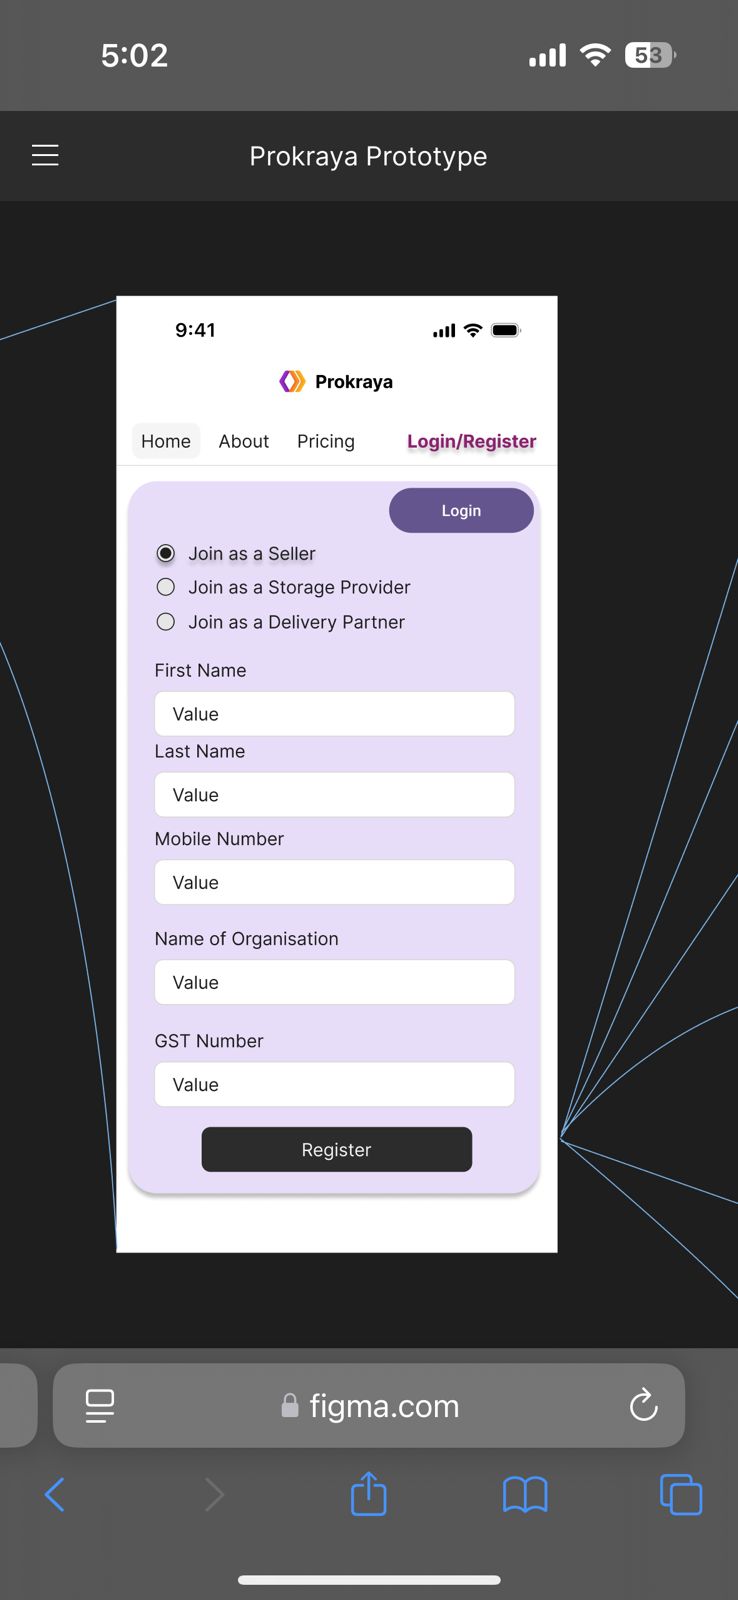 5:02
53
Prokraya Prototype
9:41
Prokraya
Home About Pricing Login/Register
Login
Join as a Seller
Join as a Storage Provider
Join as a Delivery Partner
First Name
Value
Last Name
Value
Mobile Number
Value
Name of Organisation
Value
GST Number
Value
Register
figma.com